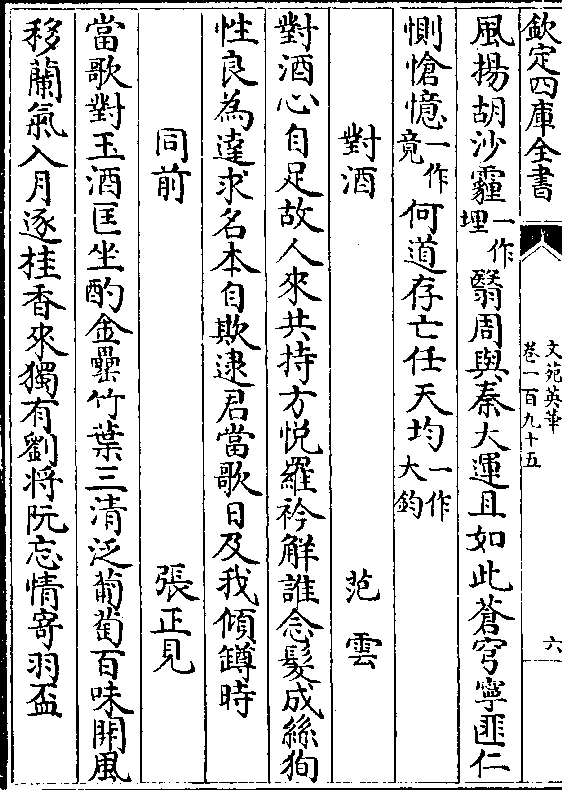 欽定四庫全書
文苑英華
卷一百九十五
六
風揚胡沙霾一作埋翳周與秦大運且如此蒼穹寧匪仁
惻愴憶一作竟何道存亡任天均一作大鈞
對酒 范雲
對酒心自足故人來共持方悅羅衿解誰念髮成絲狥
性良為達求名本自欺逮君當歌日及我傾罇時
同前 張正見
當歌對玉酒匡坐酌金罍竹葉三清泛葡萄百味開風
移蘭氣入月逐桂香來獨有劉將阮忘情寄羽盃